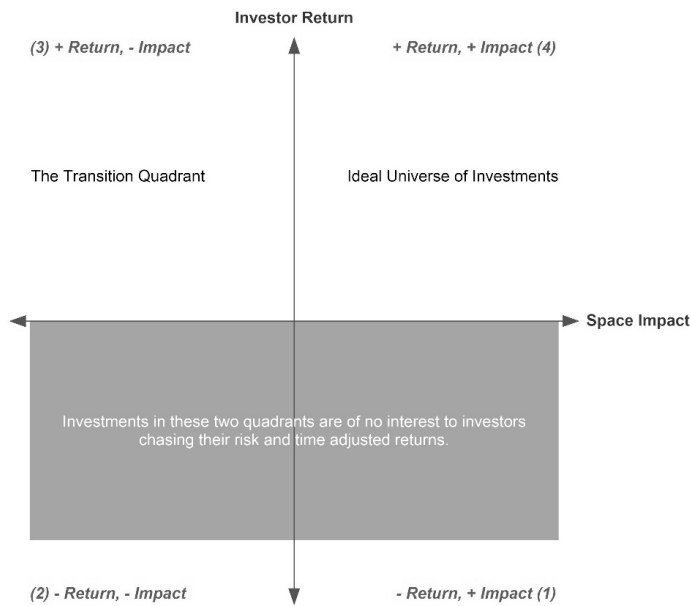 Investor Return
(3) + Return, - Impact
+ Return, + Impact (4)
The Transition Quadrant
Ideal Universe of Investments
Space Impact
Investments in these two quadrants are of no interest to investors
chasing their risk and time adjusted returns.
(2) - Return, - Impact
- Return, + Impact (1)